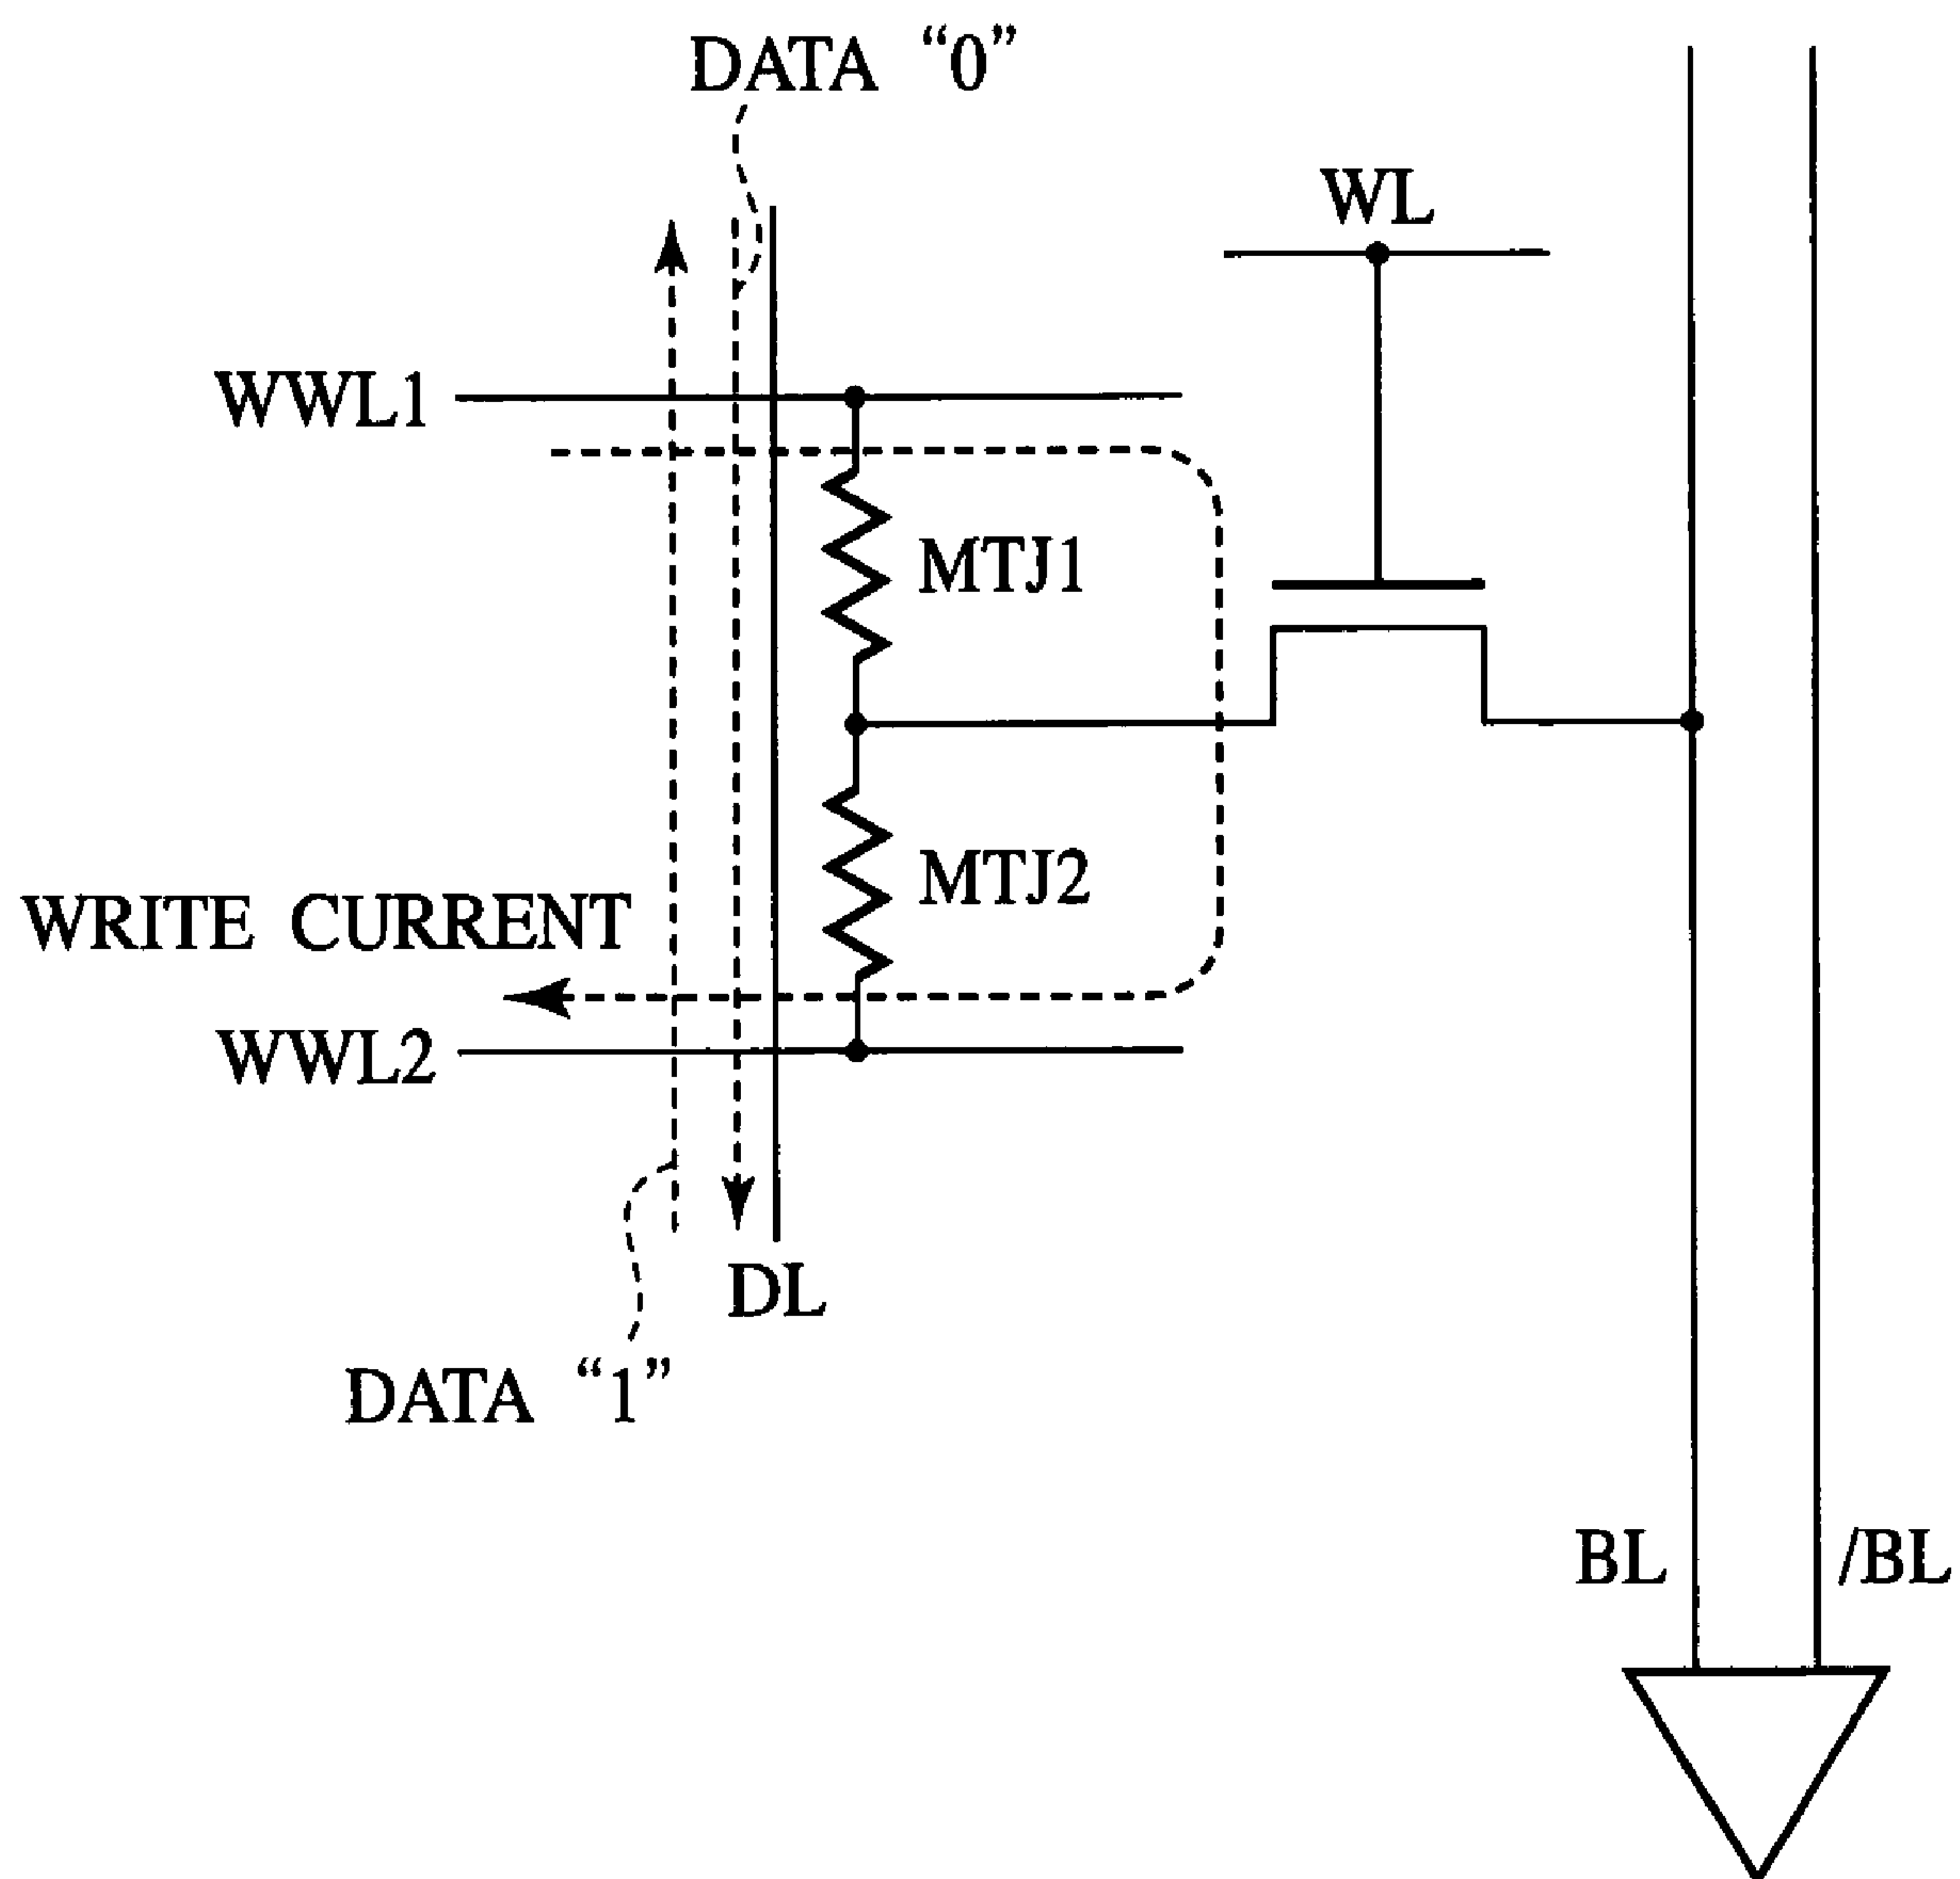 DATA “0”
WL
WWL1
MTJ1
MTJ2
WRITE CURRENT
WWL2
DL
DATA “1”
BL
/BL